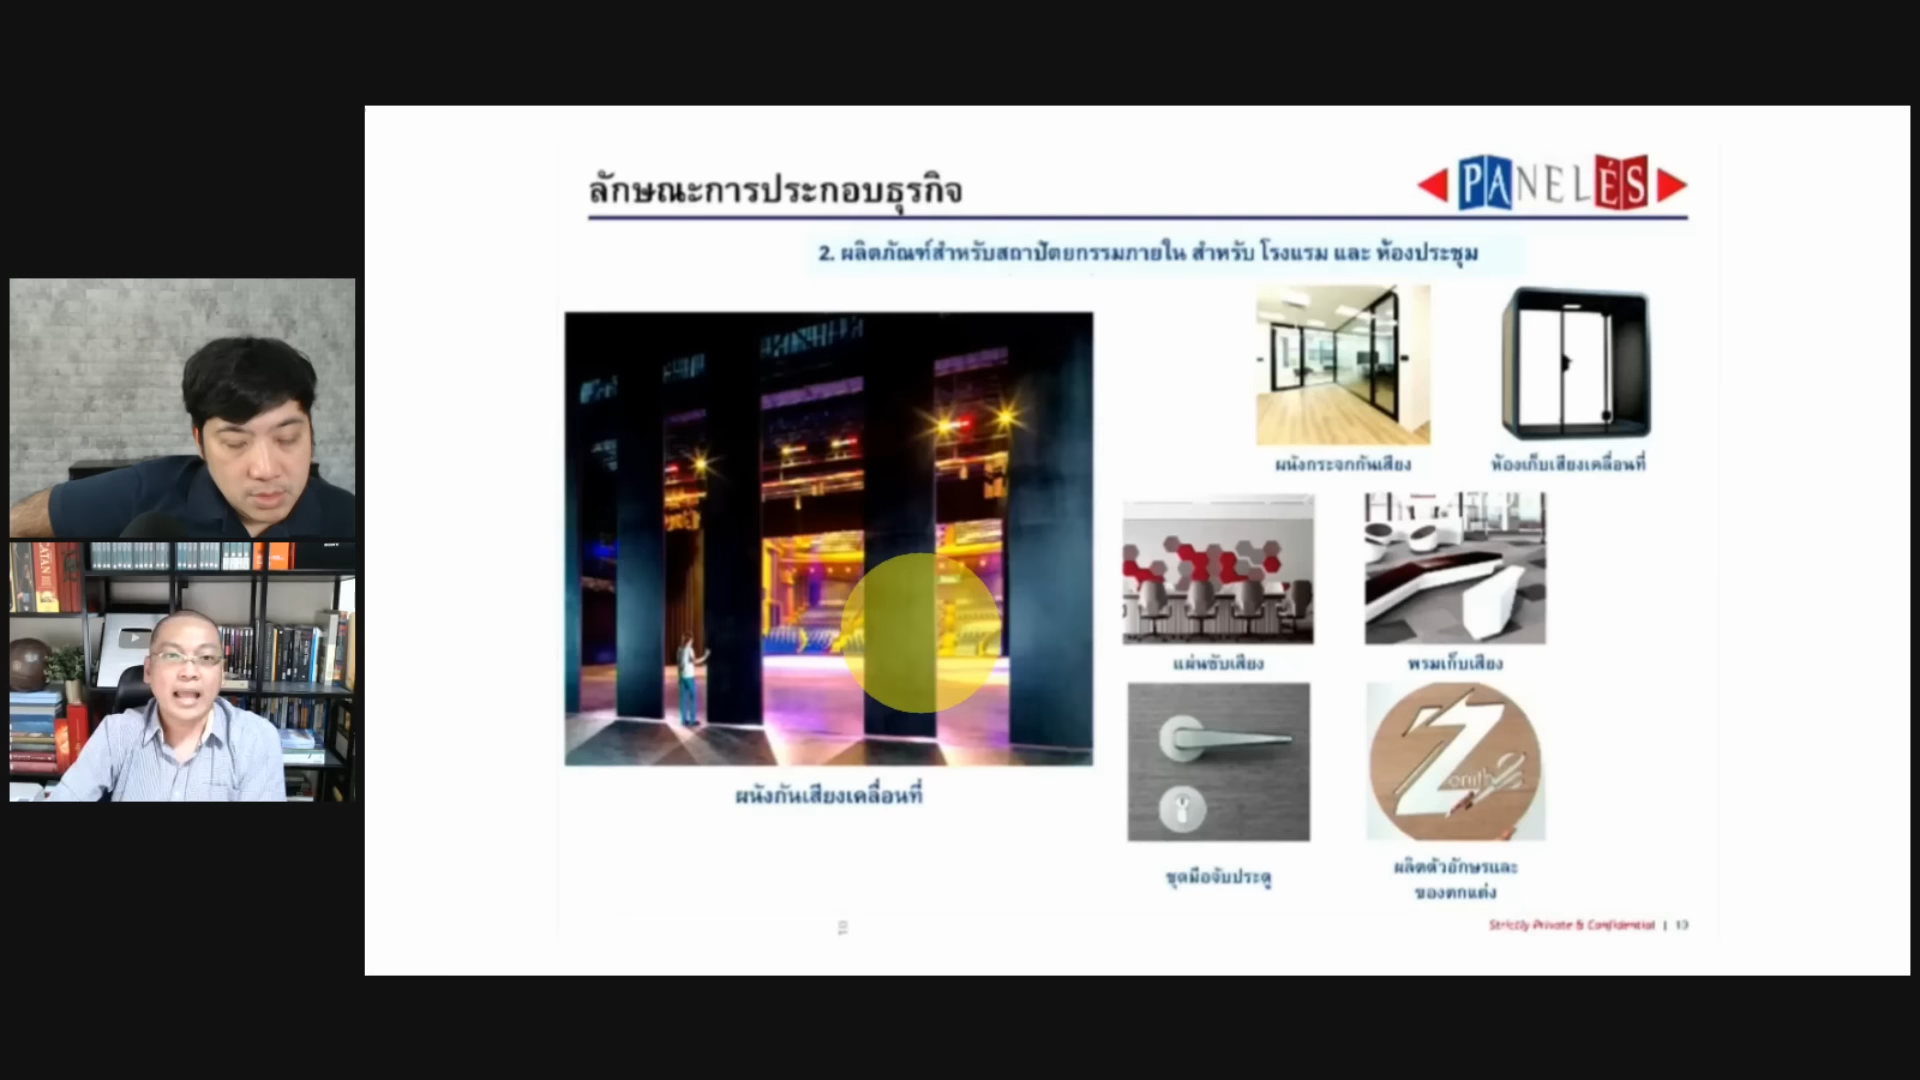 ลักษณะการประกอบธุรกิจ
PANELÉS
2. ผลิตภัณฑ์สำหรับสถาปัตยกรรมภายใน สำหรับ โรงแรม และ ห้องประชุม
ผนังกระจกกันเสียง
ห้องเก็บเสียงเคลื่อนที่
แผ่นซับเสียง
พรมเก็บเสียง
ผนังกันเสียงเคลื่อนที่
Zenith
ชุดมือจับประตู
ผลิตตัวอักษรและ
ของตกแต่ง
Strictly Private & Confidential |
CATAN